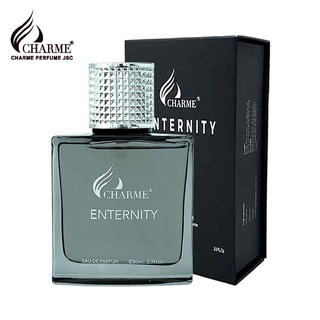 CHARME®
CHARME PERFUME JSC
CHARME®
ENTERNITY
CHARME®
ENTERNITY
EAU DE PARFUM